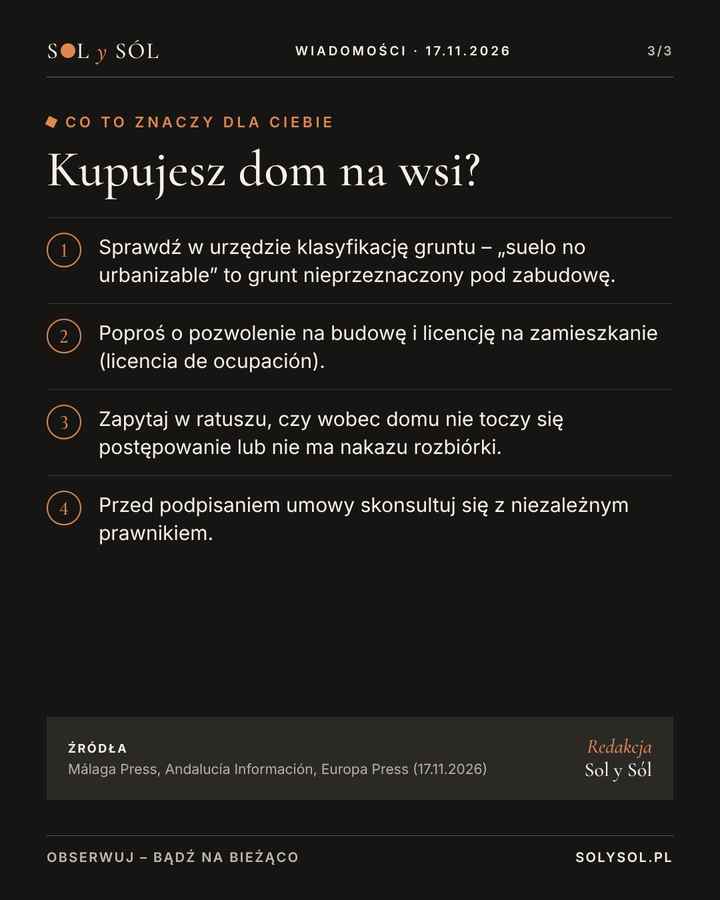 SOL y SÓL
WIADOMOŚCI · 17.11.2026
3/3
CO TO ZNACZY DLA CIEBIE
Kupujesz dom na wsi?
1 Sprawdź w urzędzie klasyfikację gruntu – „suelo no
urbanizable” to grunt nieprzeznaczony pod zabudowę.
2 Poproś o pozwolenie na budowę i licencję na zamieszkanie
(licencia de ocupación).
3 Zapytaj w ratuszu, czy wobec domu nie toczy się
postępowanie lub nie ma nakazu rozbiórki.
4 Przed podpisaniem umowy skonsultuj się z niezależnym
prawnikiem.
ŹRÓDŁA
Málaga Press, Andalucía Información, Europa Press (17.11.2026)
Redakcja
Sol y Sól
OBSERWUJ – BĄDŹ NA BIEŻĄCO
SOLYSOL.PL